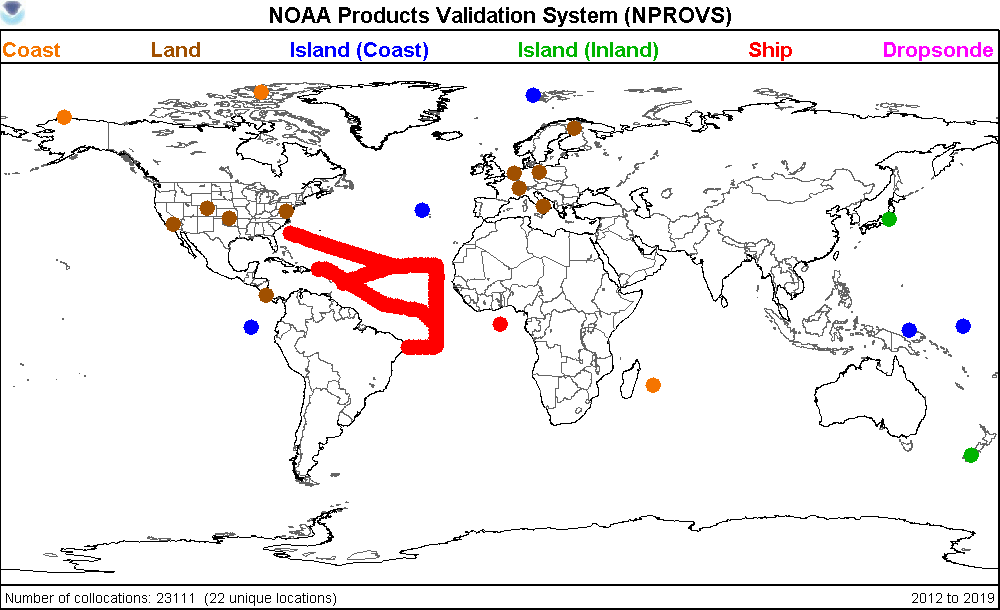 NOAA Products Validation System (NPROVS)
Coast Land Island (Coast) Island (Inland) Ship Dropsonde
Number of collocations: 23111 (22 unique locations) 2012 to 2019